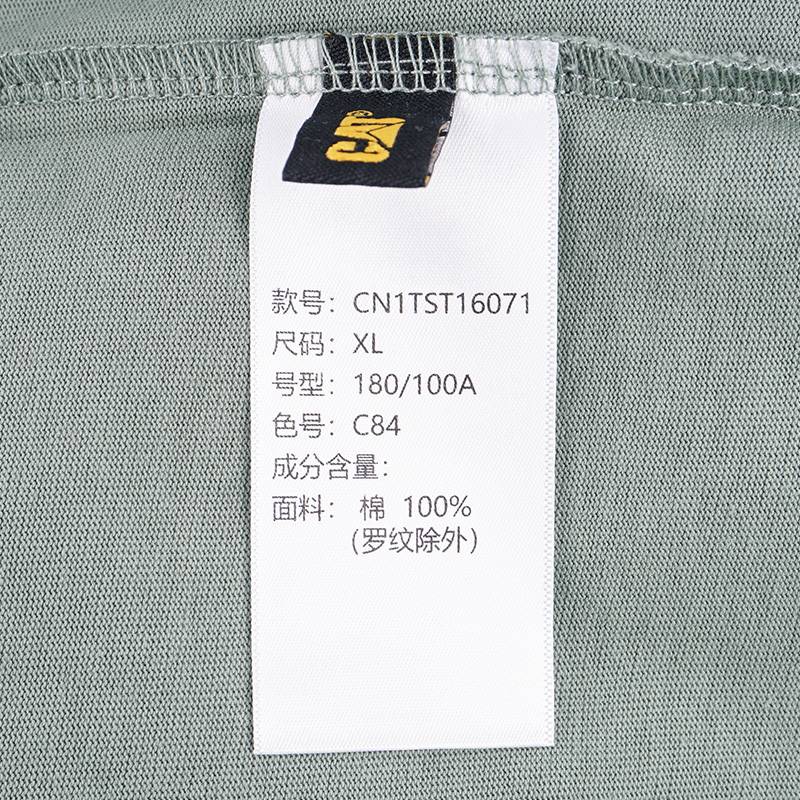 CAT®
款号：CN1TST16071
尺码：XL
号型：180/100A
色号：C84
成分含量：
面料： 棉 100%
(罗纹除外)